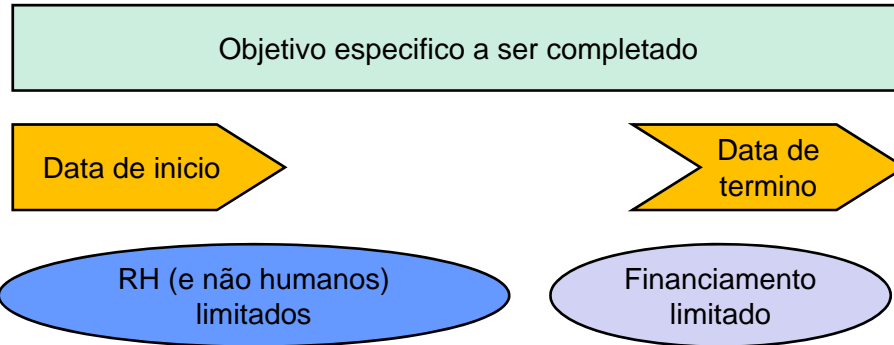 Objetivo especifico a ser completado
Data de inicio
Data de
termino
RH (e não humanos)
limitados
Financiamento
limitado